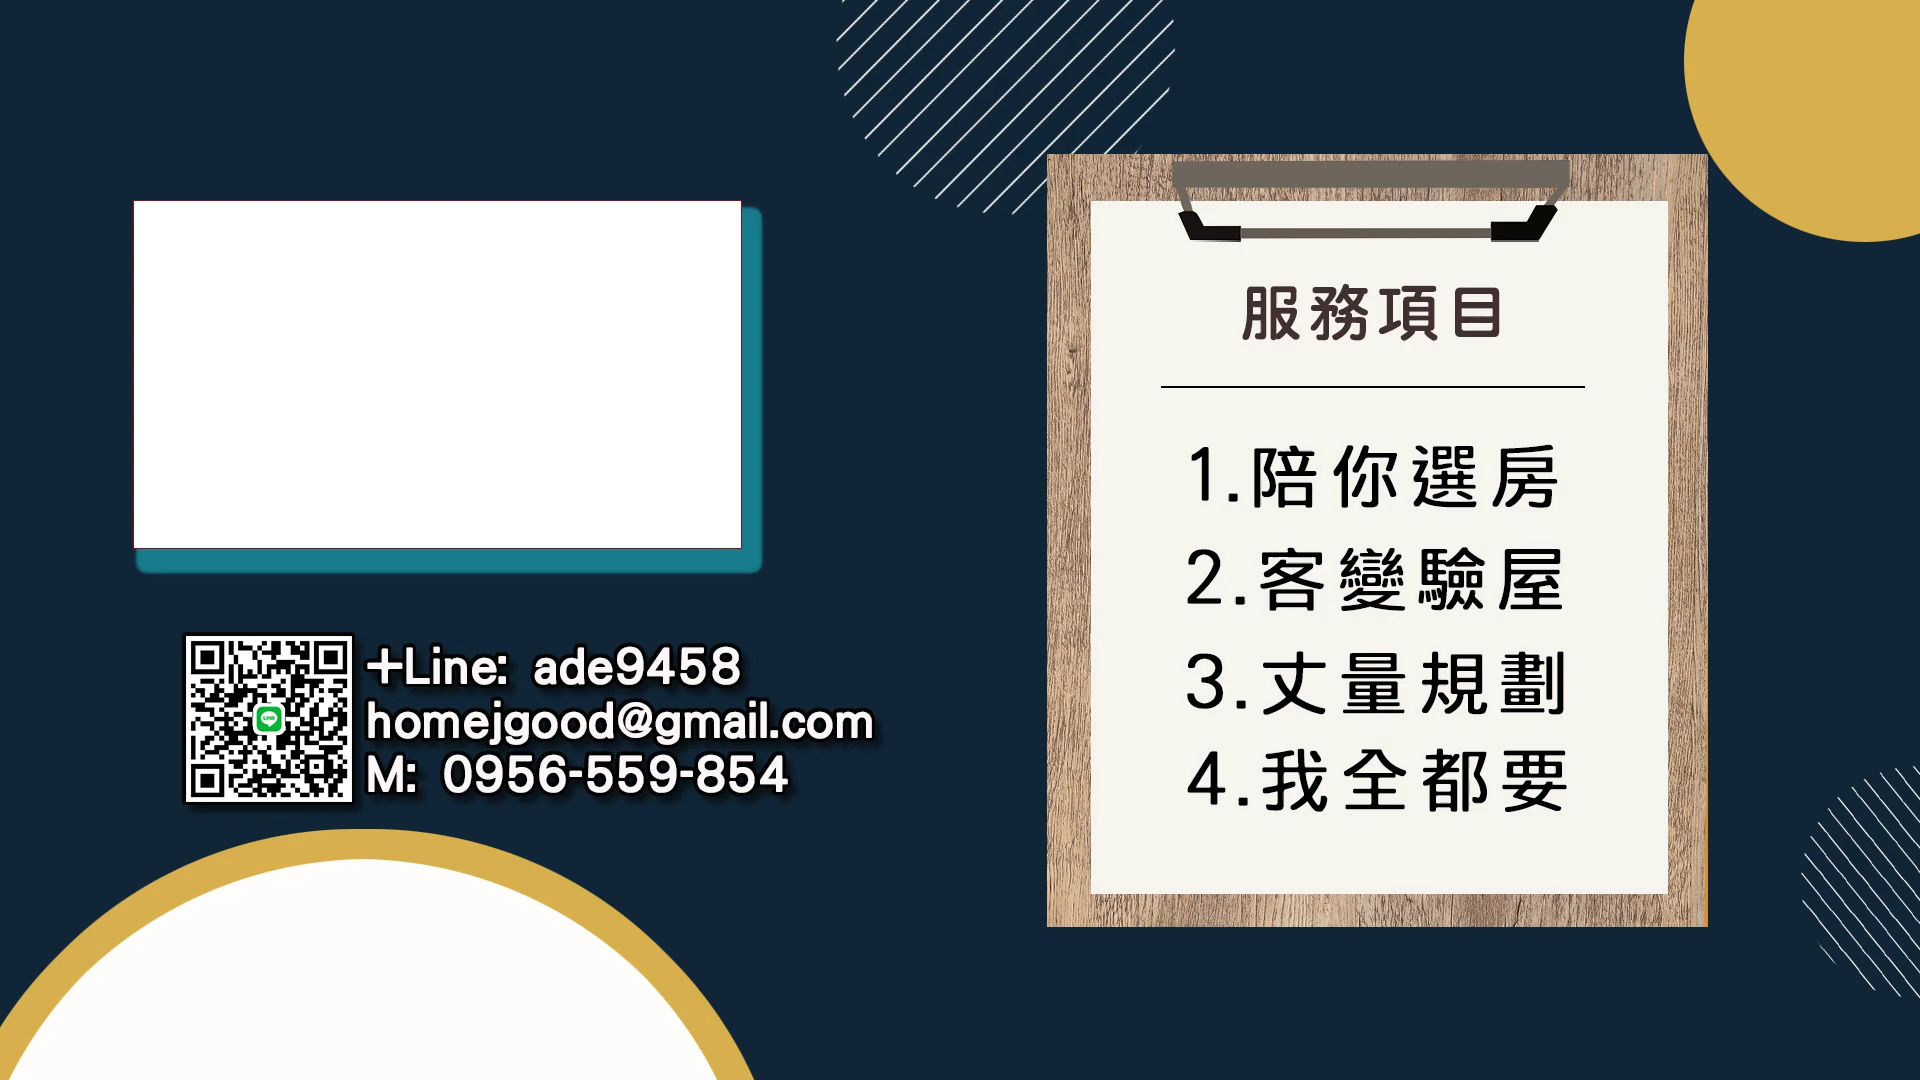 +Line: ade9458
homejgood@gmail.com
M: 0956-559-854
服務項目
1.陪你選房
2.客變驗屋
3.丈量規劃
4.我全都要